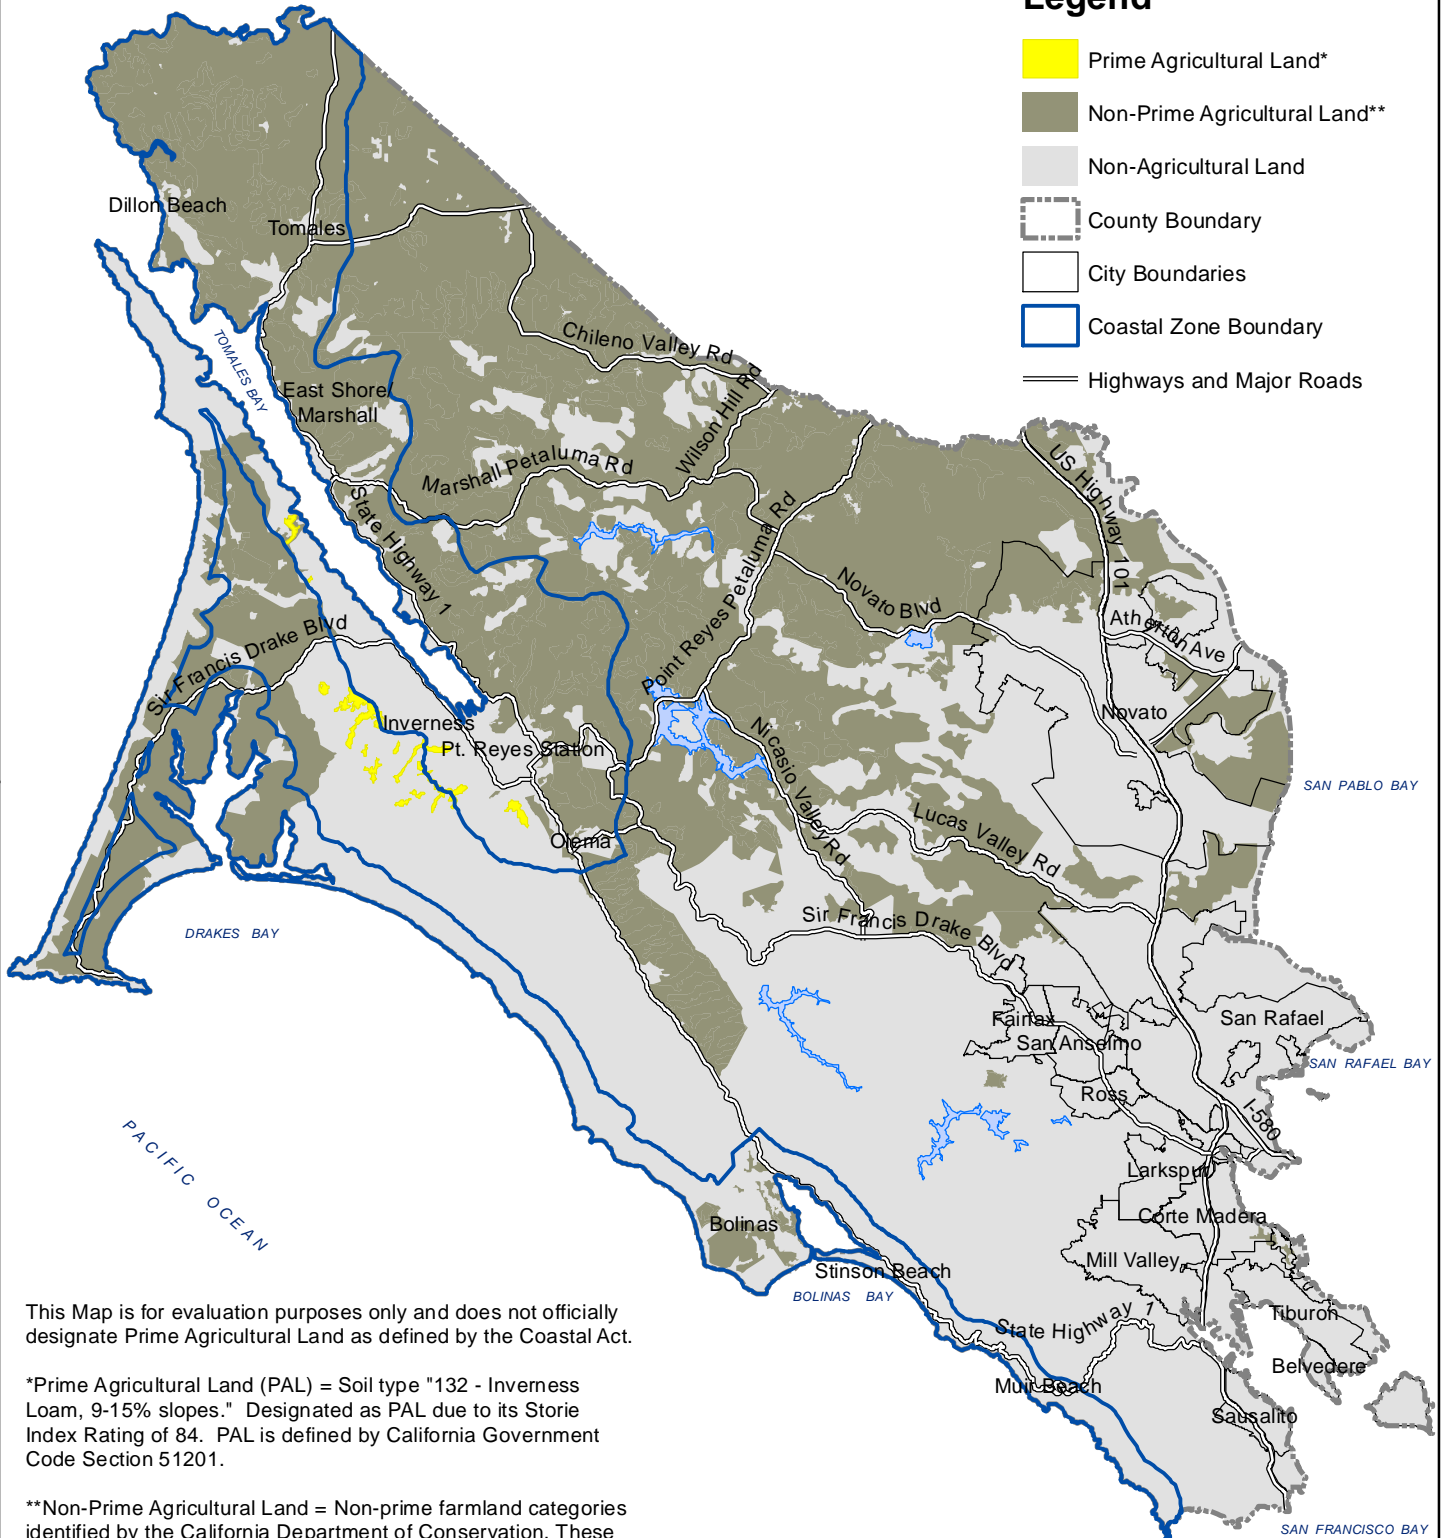 Legend
Prime Agricultural Land*
Non-Prime Agricultural Land**
Non-Agricultural Land
County Boundary
City Boundaries
Coastal Zone Boundary
Highways and Major Roads
Dillon Beach
Tomales
TOMALES BAY
Chileno Valley Rd
East Shore/
Marshall
Wilson Hill Rd
Marshall Petaluma Rd
State Highway 1
US Highway 101
Point Reyes Petaluma Rd
Novato Blvd
Atherton Ave
Sir Francis Drake Blvd
Inverness
Pt. Reyes Station
Novato
Nicasio Valley Rd
SAN PABLO BAY
Lucas Valley Rd
Olema
Sir Francis Drake Blvd
DRAKES BAY
Fairfax
San Anselmo
San Rafael
SAN RAFAEL BAY
Ross
I-580
PACIFIC OCEAN
Larkspur
Bolinas
Corte Madera
Mill Valley
Stinson Beach
BOLINAS BAY
State Highway 1
Tiburon
Belvedere
Muir Beach
Sausalito
SAN FRANCISCO BAY
This Map is for evaluation purposes only and does not officially
designate Prime Agricultural Land as defined by the Coastal Act.
*Prime Agricultural Land (PAL) = Soil type "132 - Inverness
Loam, 9-15% slopes." Designated as PAL due to its Storie
Index Rating of 84. PAL is defined by California Government
Code Section 51201.
**Non-Prime Agricultural Land = Non-prime farmland categories
identified by the California Department of Conservation. These